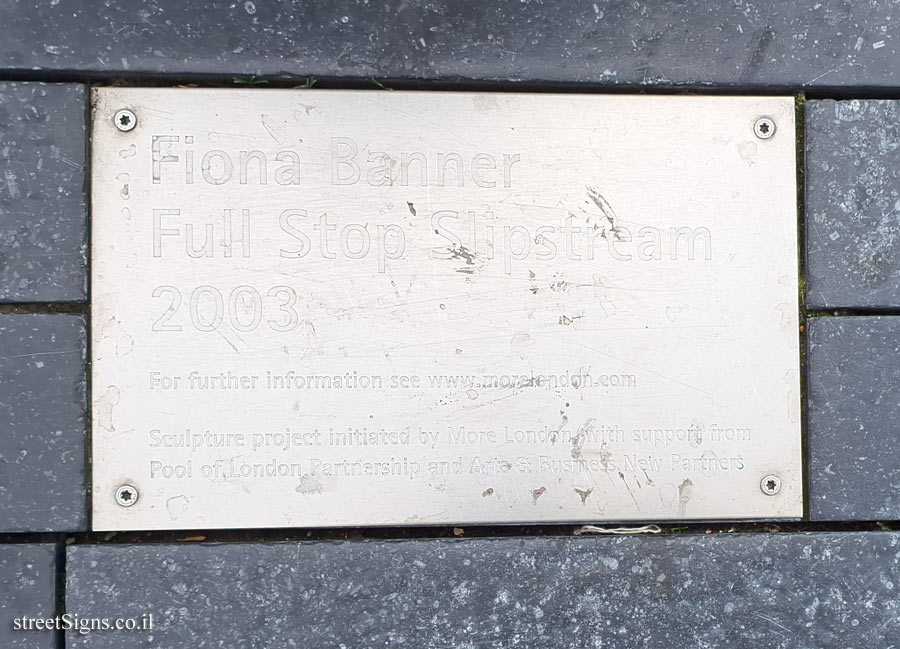 Fiona Banner
Full Stop Slipstream
2003
For further information see www.morelondon.com
Sculpture project initiated by More London with support from
Pool of London Partnership and Arts & Business New Partners
streetSigns.co.il